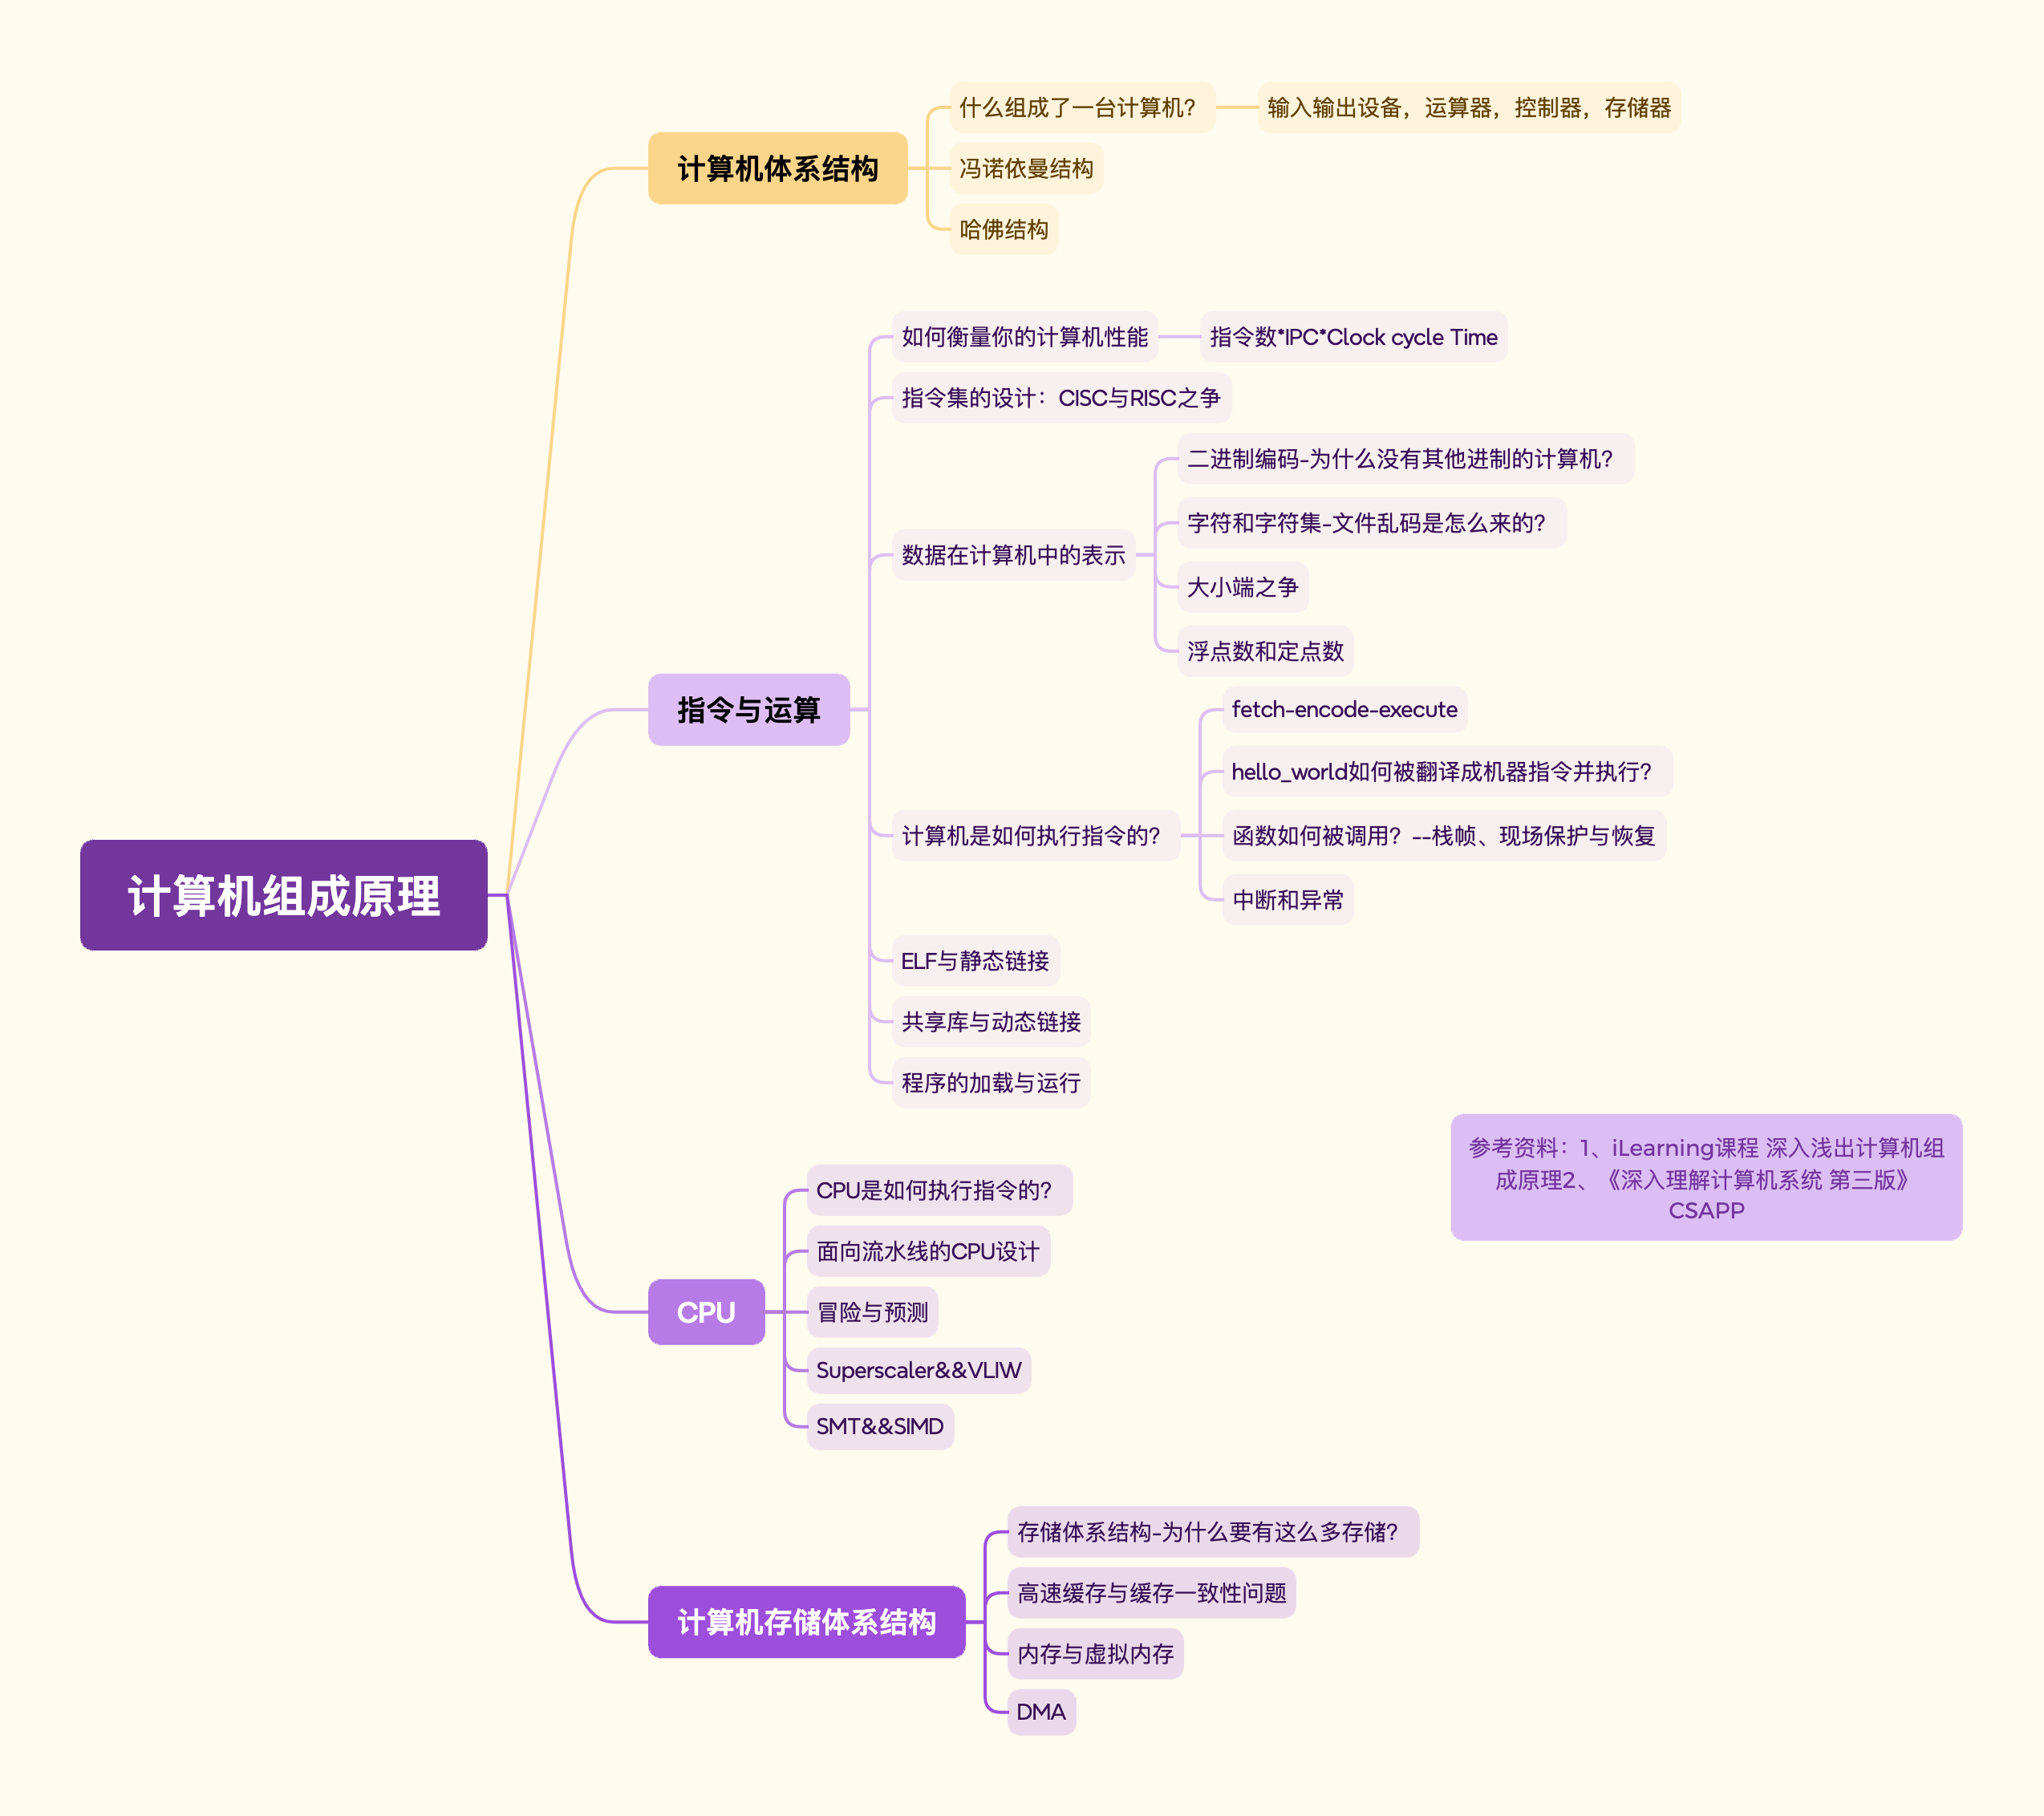 计算机组成原理
计算机体系结构
什么组成了一台计算机？
输入输出设备，运算器，控制器，存储器
冯诺依曼结构
哈佛结构
指令与运算
如何衡量你的计算机性能
指令数*IPC*Clock cycle Time
指令集的设计：CISC与RISC之争
数据在计算机中的表示
二进制编码-为什么没有其他进制的计算机？
字符和字符集-文件乱码是怎么来的？
大小端之争
浮点数和定点数
计算机是如何执行指令的？
fetch-encode-execute
hello_world如何被翻译成机器指令并执行？
函数如何被调用？--栈帧、现场保护与恢复
中断和异常
ELF与静态链接
共享库与动态链接
程序的加载与运行
CPU
CPU是如何执行指令的？
面向流水线的CPU设计
冒险与预测
Superscaler&&VLIW
SMT&&SIMD
计算机存储体系结构
存储体系结构-为什么要有这么多存储？
高速缓存与缓存一致性问题
内存与虚拟内存
DMA
参考资料：1、iLearning课程 深入浅出计算机组
成原理2、《深入理解计算机系统 第三版》
CSAPP